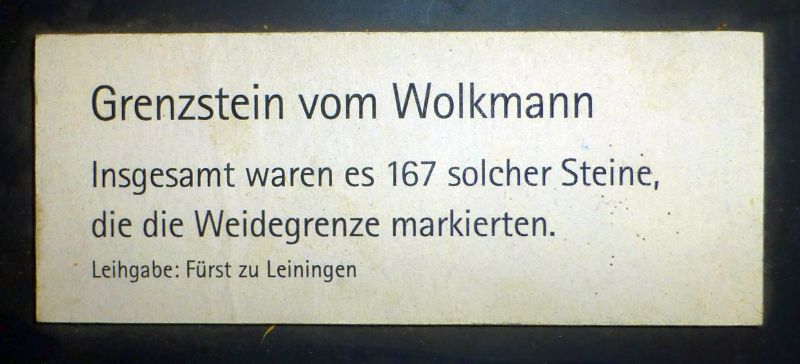 Grenzstein vom Wolkmann
Insgesamt waren es 167 solcher Steine,
die die Weidegrenze markierten.
Leihgabe: Fürst zu Leiningen